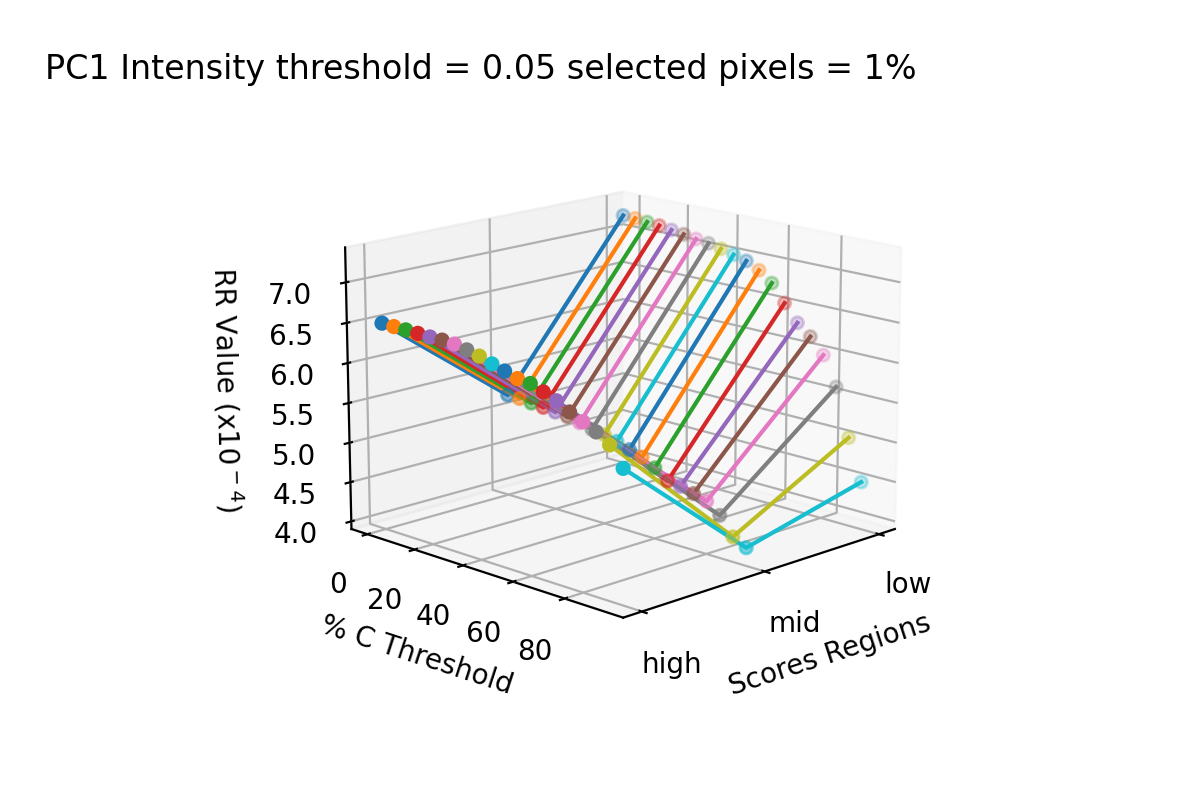 PC1 Intensity threshold = 0.05 selected pixels = 1%
RR Value (x10⁻⁴)
7.0
6.5
6.0
5.5
5.0
4.5
4.0
0
20
40
60
80
% C Threshold
high
mid
low
Scores Regions